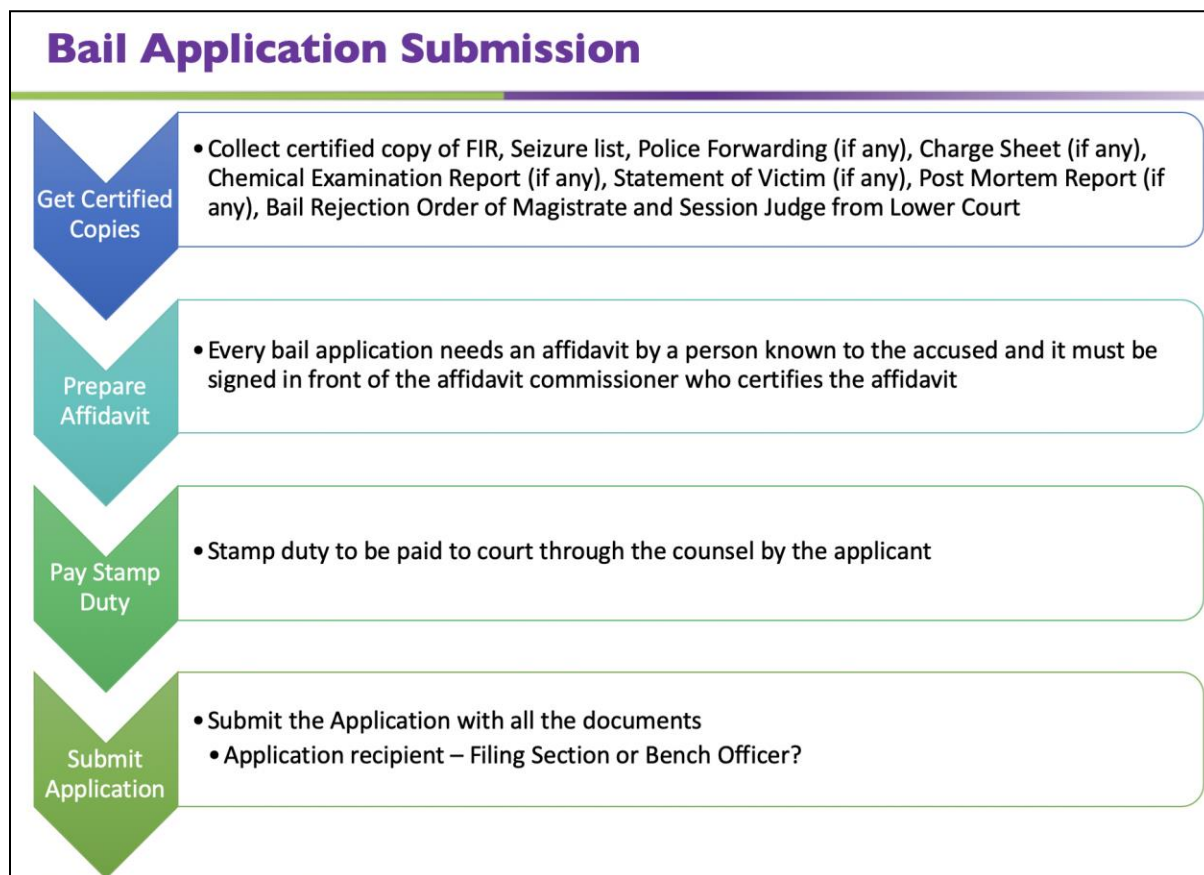 Bail Application Submission
Get Certified
Copies
• Collect certified copy of FIR, Seizure list, Police Forwarding (if any), Charge Sheet (if any),
Chemical Examination Report (if any), Statement of Victim (if any), Post Mortem Report (if
any), Bail Rejection Order of Magistrate and Session Judge from Lower Court
Prepare
Affidavit
• Every bail application needs an affidavit by a person known to the accused and it must be
signed in front of the affidavit commissioner who certifies the affidavit
Pay Stamp
Duty
• Stamp duty to be paid to court through the counsel by the applicant
Submit
Application
• Submit the Application with all the documents
• Application recipient – Filing Section or Bench Officer?